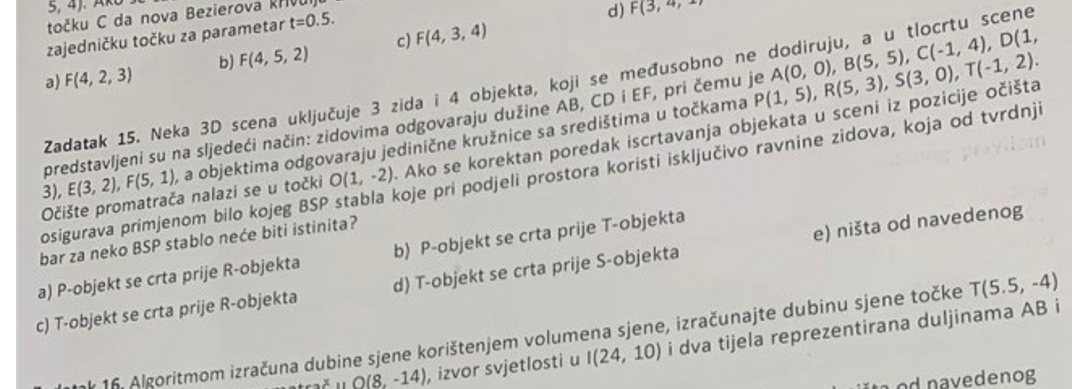 5, 4).
točku C da nova Bezierova
zajedničku točku za parametar t=0.5.
a) F(4, 2, 3)
b) F(4, 5, 2)
c) F(4, 3, 4)
d) F(3, 4,
Zadatak 15. Neka 3D scena uključuje 3 zida i 4 objekta, koji se međusobno ne dodiruju, a u tlocrtu scene
predstavljeni su na sljedeći način: zidovima odgovaraju dužine AB, CD i EF, pri čemu je A(0, 0), B(5, 5), C(-1, 4), D(1,
3), E(3, 2), F(5, 1), a objektima odgovaraju jedinične kružnice sa središtima u točkama P(1, 5), R(5, 3), S(3, 0), T(-1, 2).
Očište promatrača nalazi se u točki O(1, -2). Ako se korektan poredak iscrtavanja objekata u sceni iz pozicije očišta
osigurava primjenom bilo kojeg BSP stabla koje pri podjeli prostora koristi isključivo ravnine zidova, koja od tvrdnji
bar za neko BSP stablo neće biti istinita?
a) P-objekt se crta prije R-objekta
b) P-objekt se crta prije T-objekta
c) T-objekt se crta prije R-objekta
d) T-objekt se crta prije S-objekta
e) ništa od navedenog
16. Algoritmom izračuna dubine sjene korištenjem volumena sjene, izračunajte dubinu sjene točke T(5.5, -4)
u O(8, -14), izvor svjetlosti u I(24, 10) i dva tijela reprezentirana duljinama AB i
od navedenog